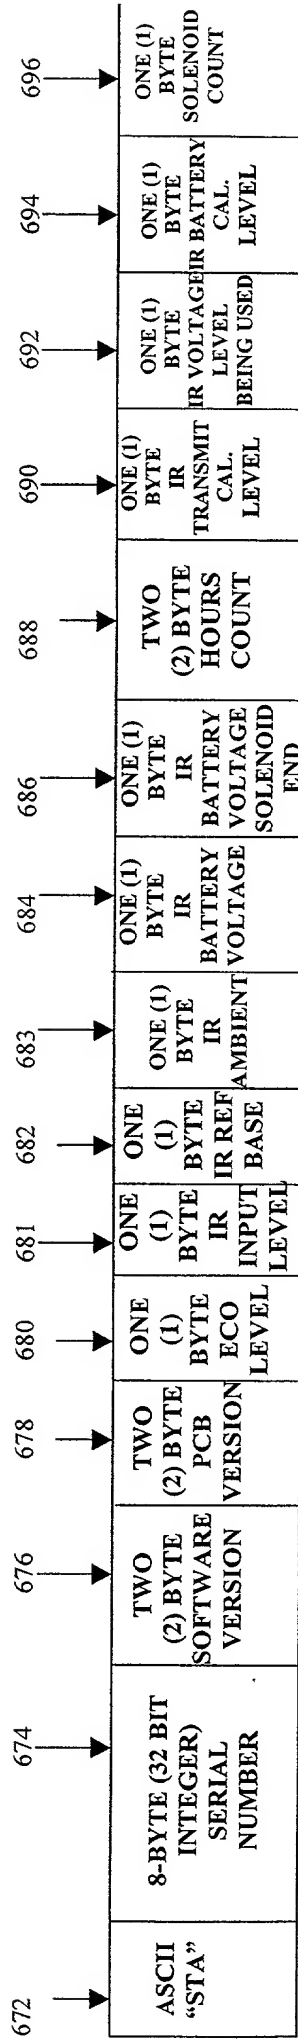 672
674
676
678
680
681
682
683
684
686
688
690
692
694
696
ASCII
“STA”
8-BYTE (32 BIT
INTEGER)
SERIAL
NUMBER
TWO
(2) BYTE
SOFTWARE
VERSION
TWO
(2) BYTE
PCB
VERSION
ONE
(1)
BYTE
ECO
LEVEL
ONE
(1)
BYTE
IR
INPUT
LEVEL
ONE
(1)
BYTE
IR REF
BASE
ONE (1)
BYTE
IR
AMBIENT
ONE (1)
BYTE
IR
BATTERY
VOLTAGE
ONE (1)
BYTE
IR
BATTERY
VOLTAGE
SOLENOID
END
TWO
(2) BYTE
HOURS
COUNT
ONE (1)
BYTE
IR
TRANSMIT
CAL.
LEVEL
ONE (1)
BYTE
IR VOLTAGE
LEVEL
BEING USED
ONE (1)
BYTE
IR BATTERY
CAL.
LEVEL
ONE (1)
BYTE
SOLENOID
COUNT